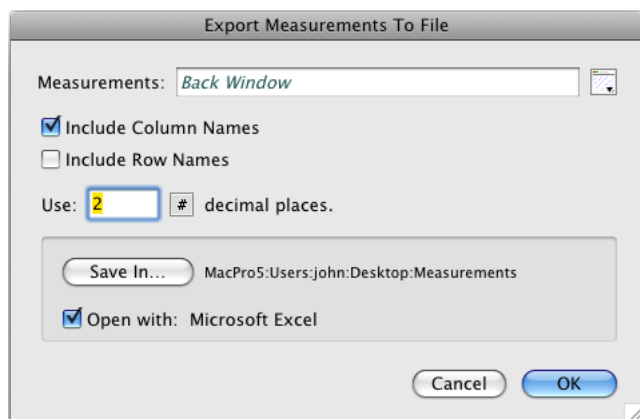 Export Measurements To File
Measurements: Back Window
Include Column Names
Include Row Names
Use: 2 # decimal places.
Save In... MacPro5:Users:john:Desktop:Measurements
Open with: Microsoft Excel
Cancel OK